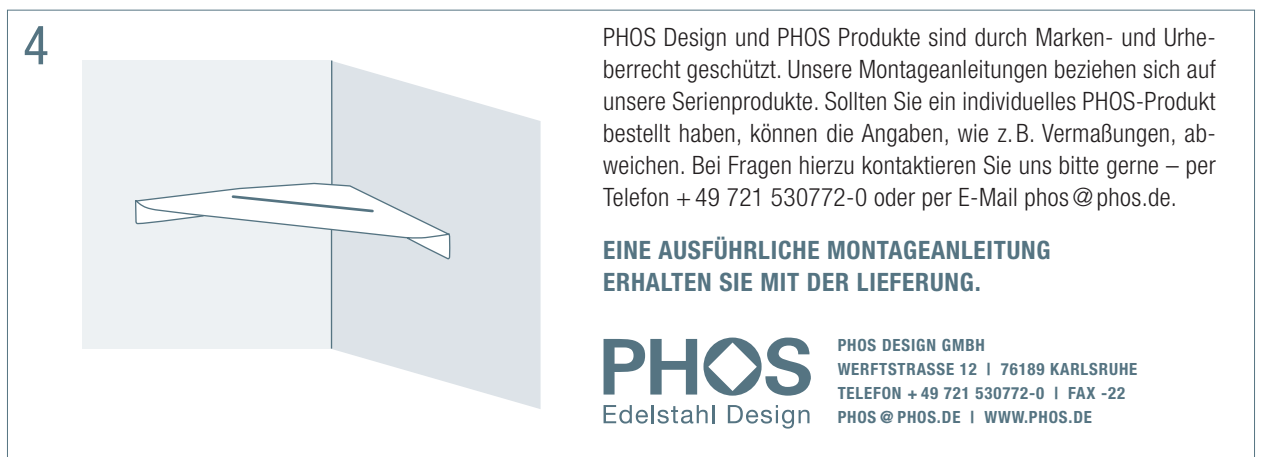 4
PHOS Design und PHOS Produkte sind durch Marken- und Urhe-
berrecht geschützt. Unsere Montageanleitungen beziehen sich auf
unsere Serienprodukte. Sollten Sie ein individuelles PHOS-Produkt
bestellt haben, können die Angaben, wie z.B. Vermaßungen, ab-
weichen. Bei Fragen hierzu kontaktieren Sie uns bitte gerne – per
Telefon +49 721 530772-0 oder per E-Mail phos@phos.de.
EINE AUSFÜHRLICHE MONTAGEANLEITUNG
ERHALTEN SIE MIT DER LIEFERUNG.
PHOS
Edelstahl Design
PHOS DESIGN GMBH
WERFTSTRASSE 12 | 76189 KARLSRUHE
TELEFON +49 721 530772-0 | FAX -22
PHOS@PHOS.DE | WWW.PHOS.DE